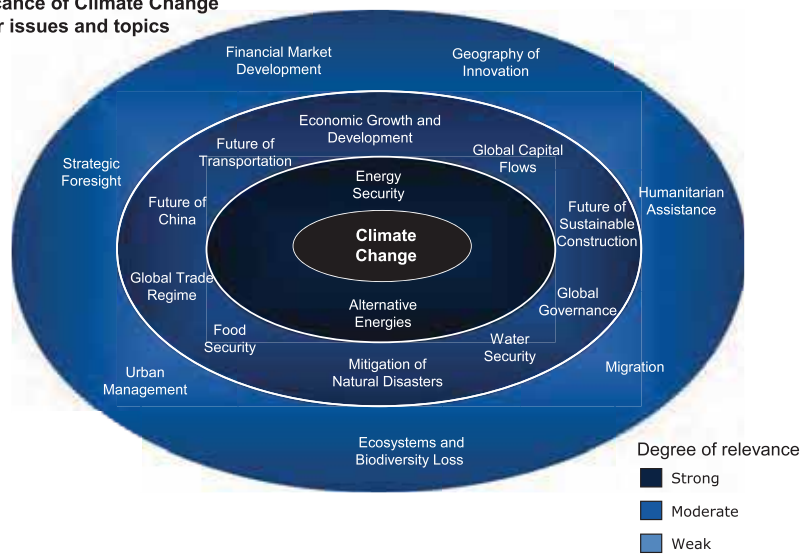 of Climate Change
issues and topics
Financial Market
Development
Geography of
Innovation
Economic Growth and
Development
Future of
Transportation
Global Capital
Flows
Strategic
Foresight
Energy
Security
Humanitarian
Assistance
Future of
China
Future of
Sustainable
Construction
Climate
Change
Global Trade
Regime
Global
Governance
Alternative
Energies
Food
Security
Water
Security
Mitigation of
Natural Disasters
Urban
Management
Migration
Ecosystems and
Biodiversity Loss
Degree of relevance
Strong
Moderate
Weak